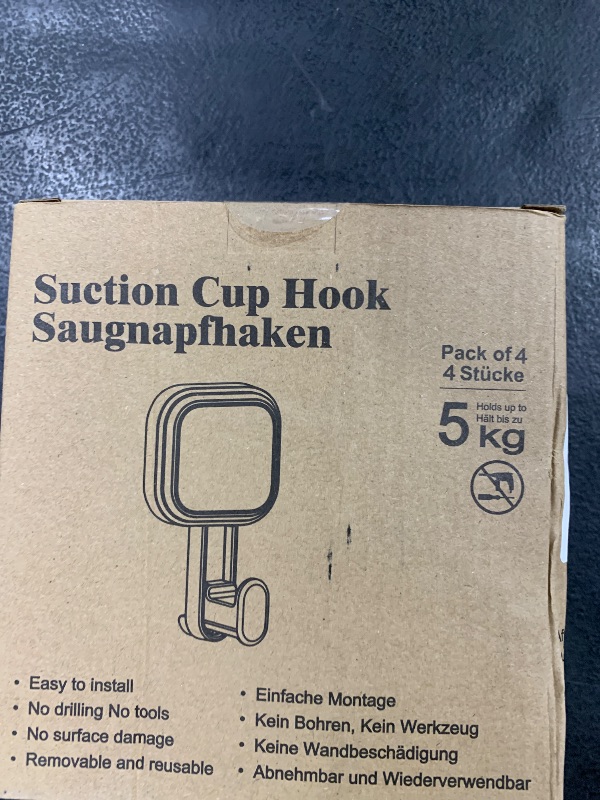 Suction Cup Hook
Saugnapfhaken
Pack of 4
4 Stücke
Holds up to
Hält bis zu
5 kg
• Easy to install
• No drilling No tools
• No surface damage
• Removable and reusable
• Einfache Montage
• Kein Bohren, Kein Werkzeug
• Keine Wandbeschädigung
• Abnehmbar und Wiederverwendbar